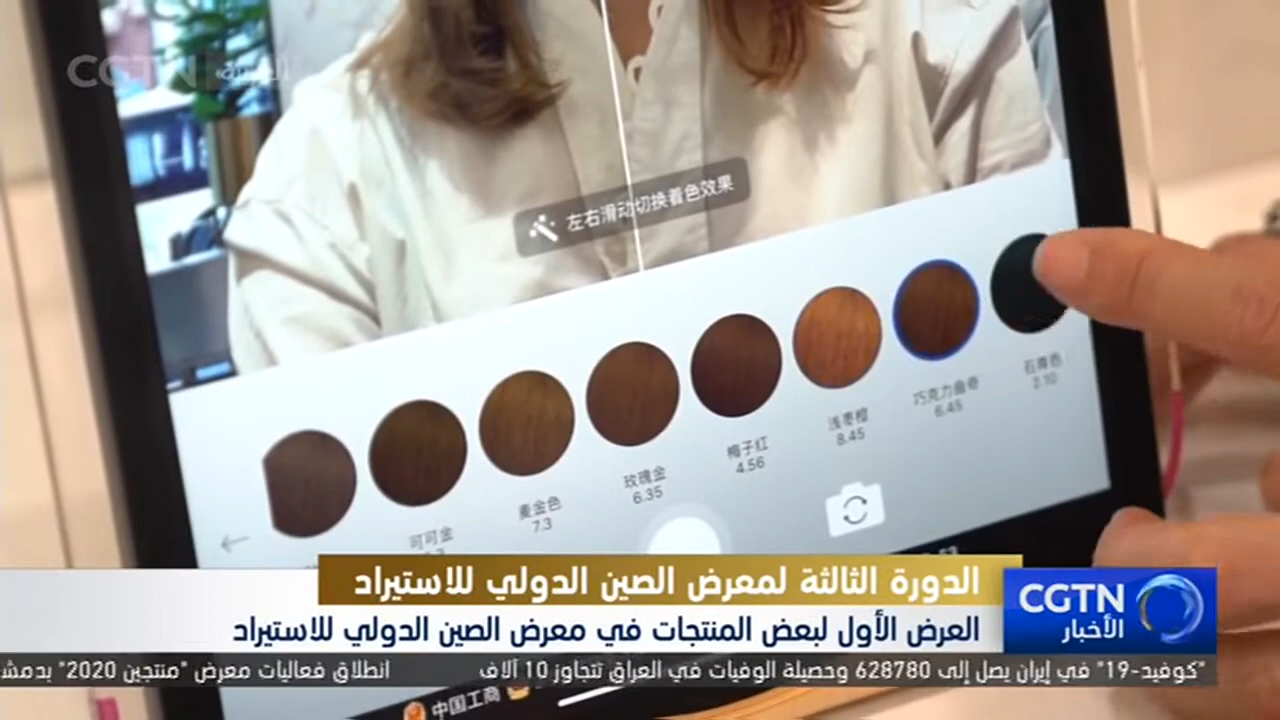 CGTN العربية
左右滑动切换着色效果
可可金
麦金色
7.3
玫瑰金
6.35
梅子红
4.56
浅枣橙
8.45
巧克力曲奇
6.45
石青色
2.10
الدورة الثالثة لمعرض الصين الدولي للاستيراد
العرض الأول لبعض المنتجات في معرض الصين الدولي للاستيراد
CGTN
الأخبار
"كوفيد-19" في إيران يصل إلى 628780 وحصيلة الوفيات في العراق تتجاوز 10 آلاف
انطلاق فعاليات معرض "منتجين 2020" بدمش
中国工商